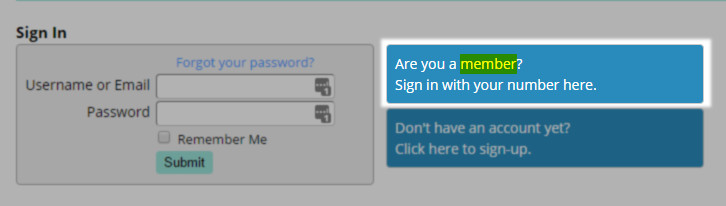 Sign In
Forgot your password?
Username or Email
Password
Remember Me
Submit
Are you a member?
Sign in with your number here.
Don't have an account yet?
Click here to sign-up.